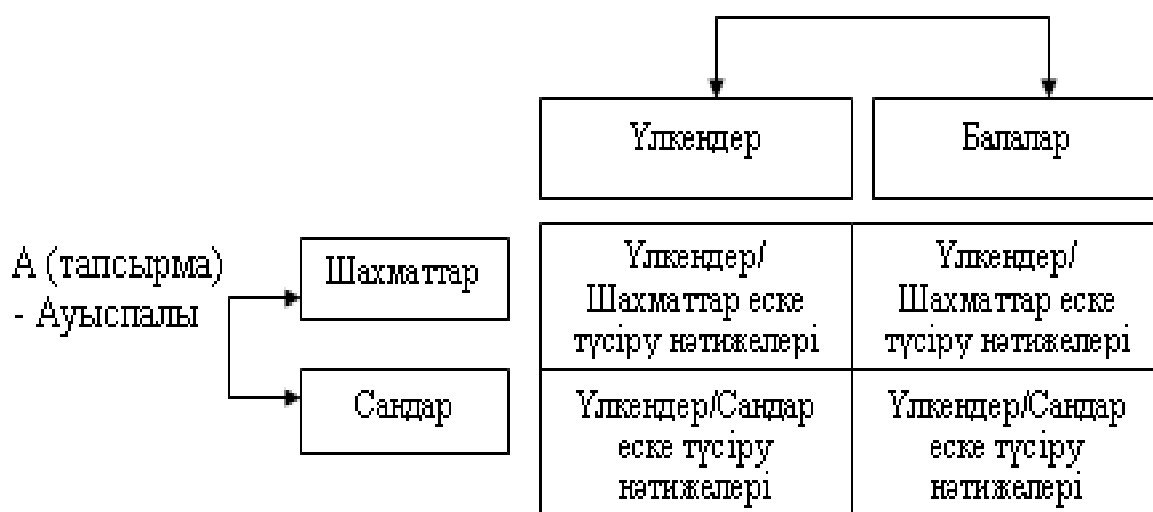 Үлкендер
Балалар
А (тапсырма)
- Ауыспалы
Шахматтар
Үлкендер/
Шахматтар еске
түсіру нәтижелері
Үлкендер/
Шахматтар еске
түсіру нәтижелері
Сандар
Үлкендер/Сандар
еске түсіру
нәтижелері
Үлкендер/Сандар
еске түсіру
нәтижелері